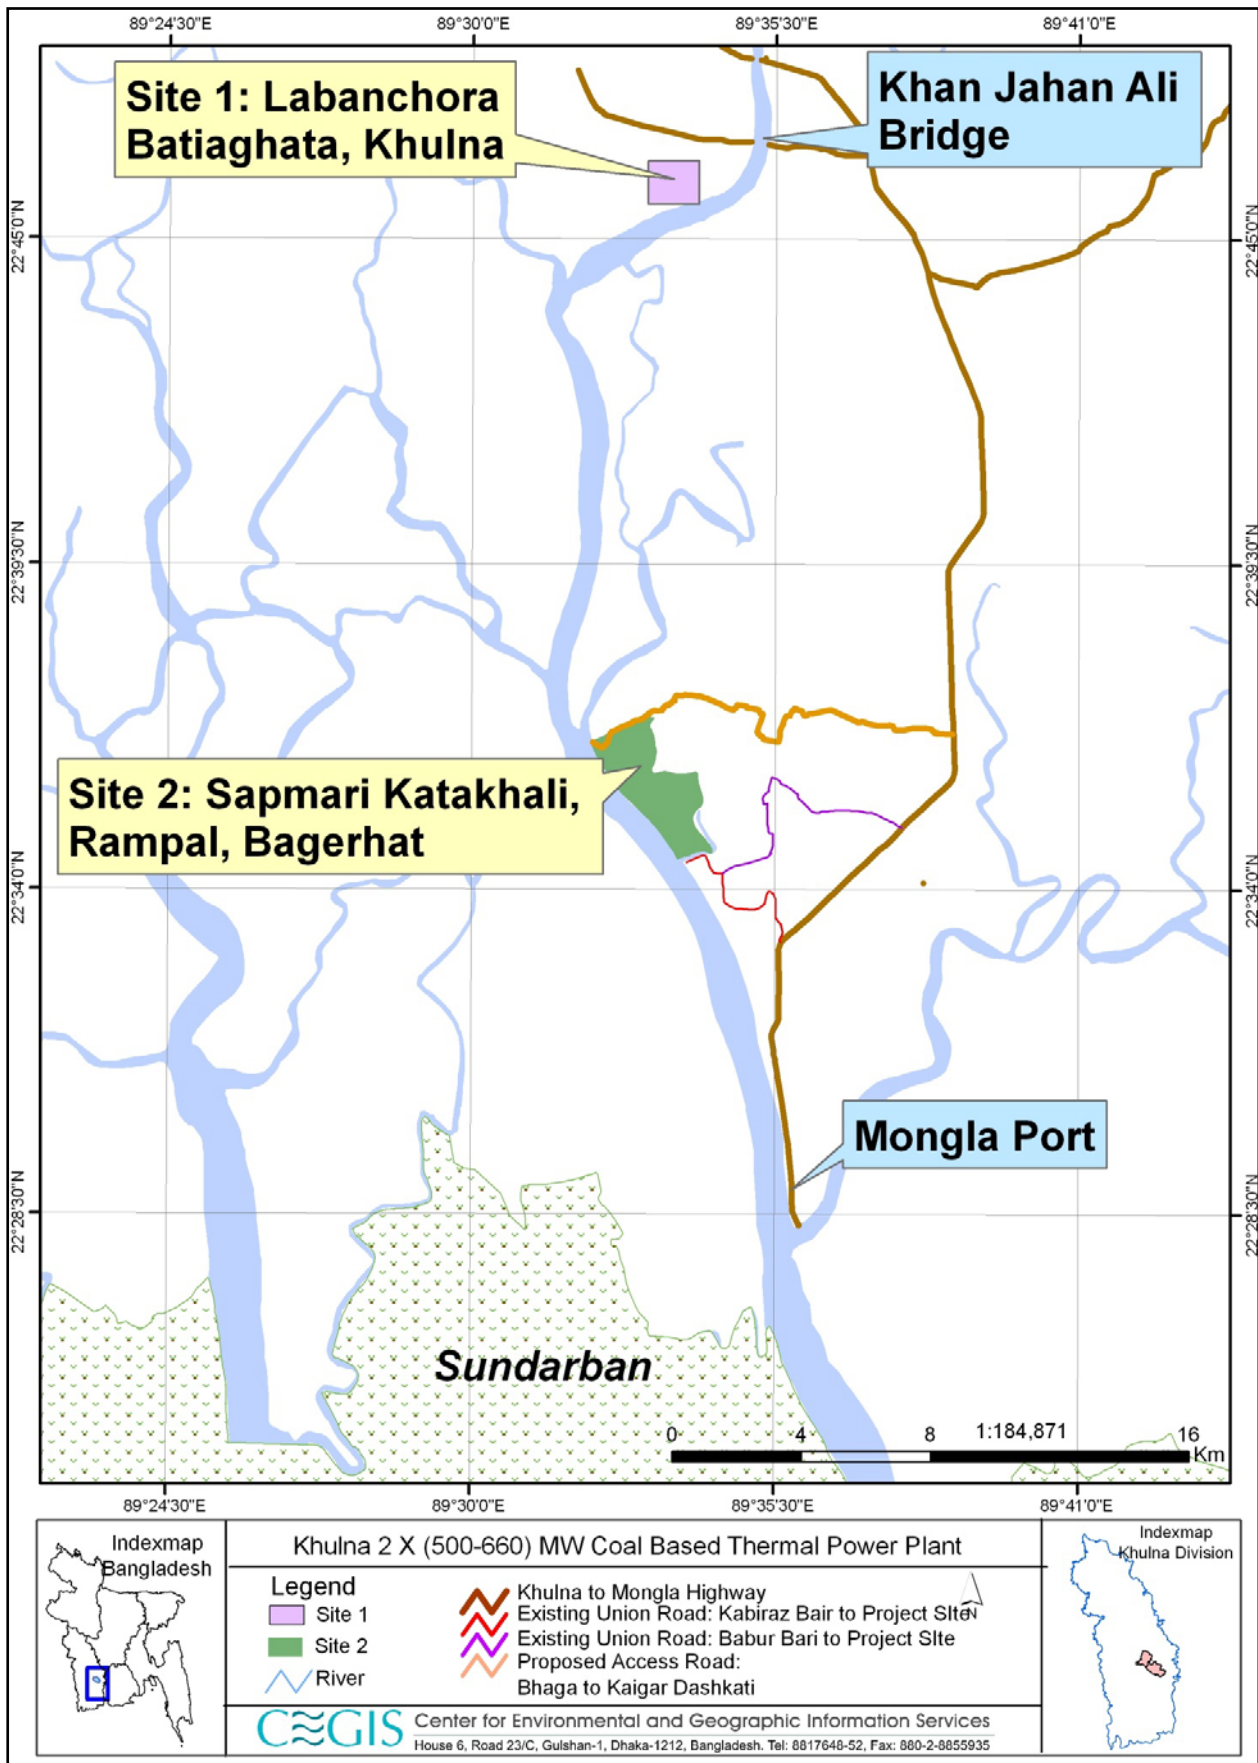 89°24'30"E
89°30'0"E
89°35'30"E
89°41'0"E
Site 1: Labanchora
Batiaghata, Khulna
Khan Jahan Ali
Bridge
22°45'0"N
22°45'0"N
22°39'30"N
22°39'30"N
Site 2: Sapmari Katakhali,
Rampal, Bagerhat
22°34'0"N
22°34'0"N
Mongla Port
22°28'30"N
22°28'30"N
Sundarban
0 4 8 1:184,871 16
Km
89°24'30"E
89°30'0"E
89°35'30"E
89°41'0"E
Indexmap
Bangladesh
Khulna 2 X (500-660) MW Coal Based Thermal Power Plant
Legend
Site 1
Site 2
River
Khulna to Mongla Highway
Existing Union Road: Kabiraz Bair to Project SIte
Existing Union Road: Babur Bari to Project SIte
Proposed Access Road:
Bhaga to Kaigar Dashkati
N
Indexmap
Khulna Division
CEGIS Center for Environmental and Geographic Information Services
House 6, Road 23/C, Gulshan-1, Dhaka-1212, Bangladesh. Tel: 8817648-52, Fax: 880-2-8855935